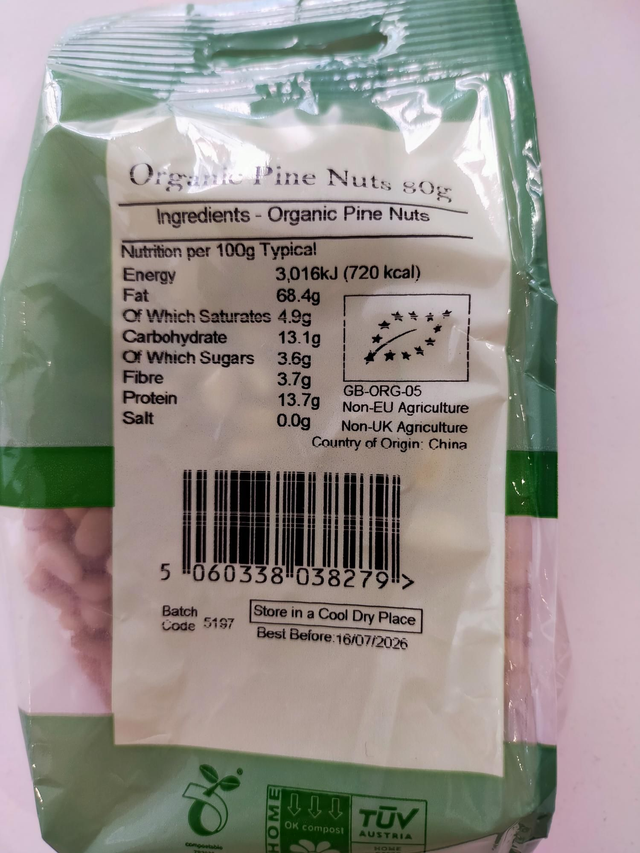 Organic Pine Nuts 80g
Ingredients - Organic Pine Nuts
Nutrition per 100g Typical
Energy 3,016kJ (720 kcal)
Fat 68.4g
Of Which Saturates 4.9g
Carbohydrate 13.1g
Of Which Sugars 3.6g
Fibre 3.7g
Protein 13.7g
Salt 0.0g
GB-ORG-05
Non-EU Agriculture
Non-UK Agriculture
Country of Origin: China
5 060338 038279 >
Batch
Code 5197
Store in a Cool Dry Place
Best Before:16/07/2026
compostable
HOME
OK compost
TÜV
AUSTRIA
HOME